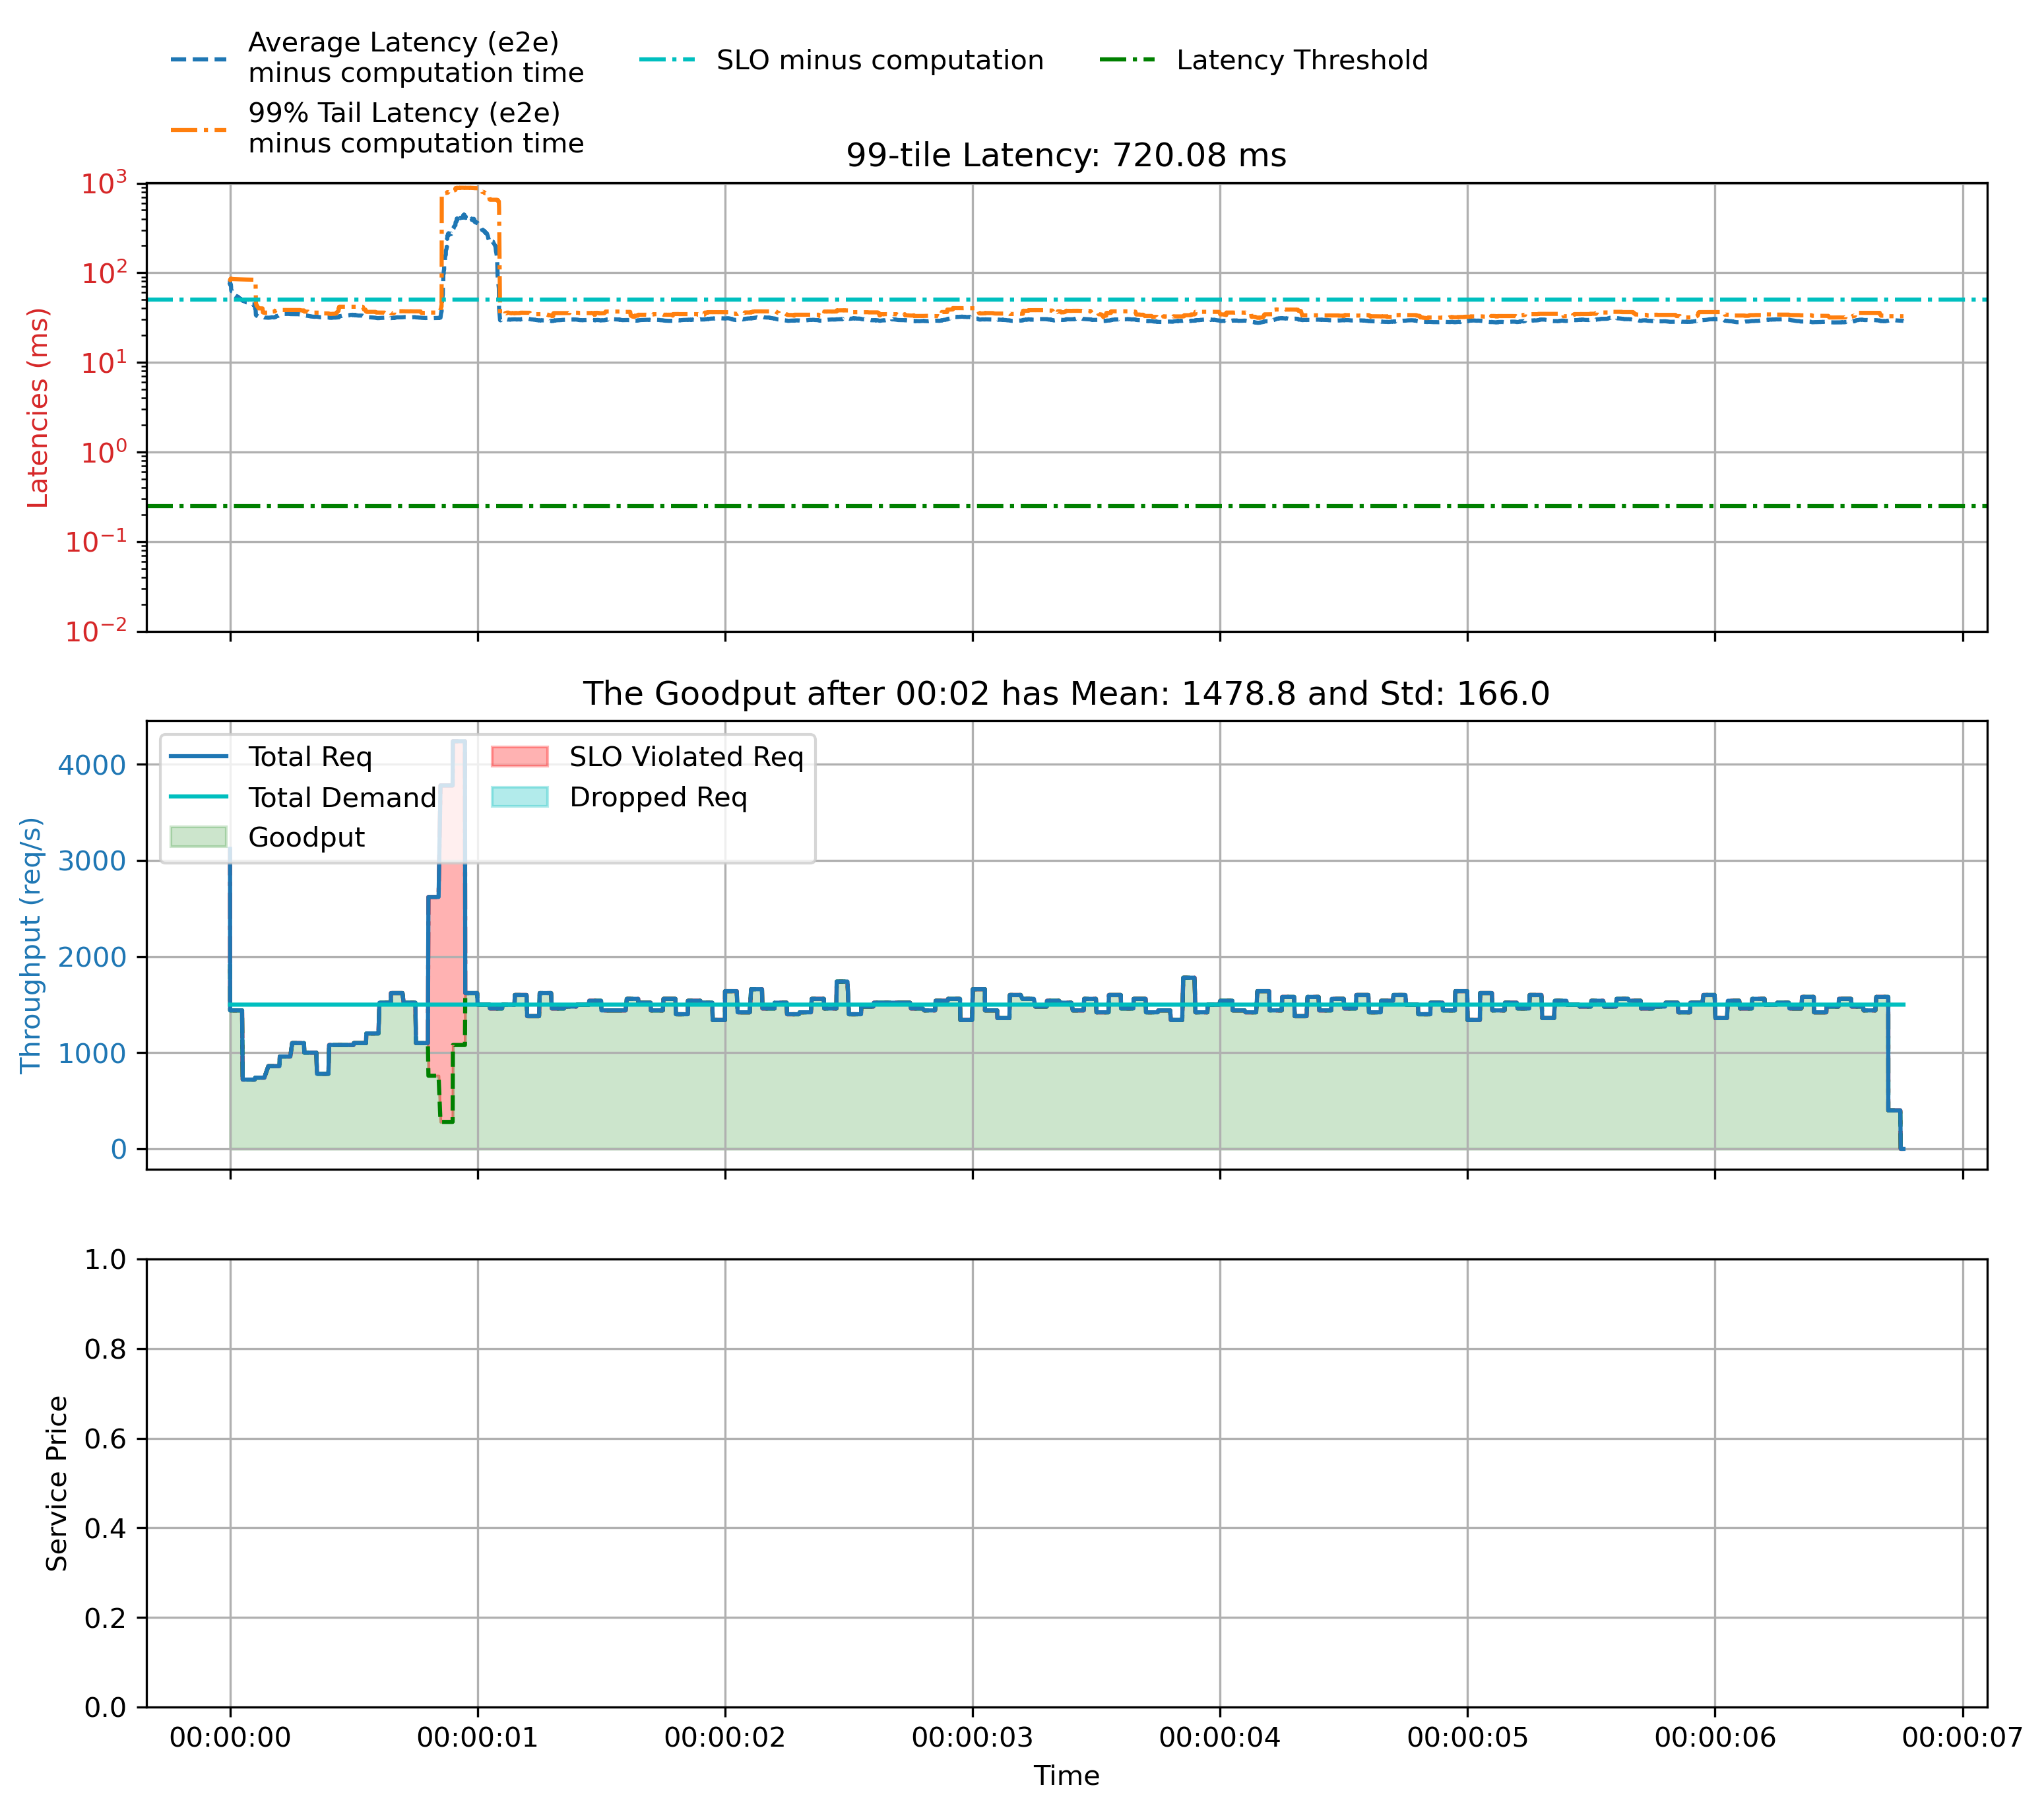 Average Latency (e2e)
minus computation time
99% Tail Latency (e2e)
minus computation time
SLO minus computation
Latency Threshold
99-tile Latency: 720.08 ms
Latencies (ms)
10³
10²
10¹
10⁰
10⁻¹
10⁻²
The Goodput after 00:02 has Mean: 1478.8 and Std: 166.0
Throughput (req/s)
4000
3000
2000
1000
0
Total Req
Total Demand
Goodput
SLO Violated Req
Dropped Req
Service Price
1.0
0.8
0.6
0.4
0.2
0.0
00:00:00 00:00:01 00:00:02 00:00:03 00:00:04 00:00:05 00:00:06 00:00:07
Time